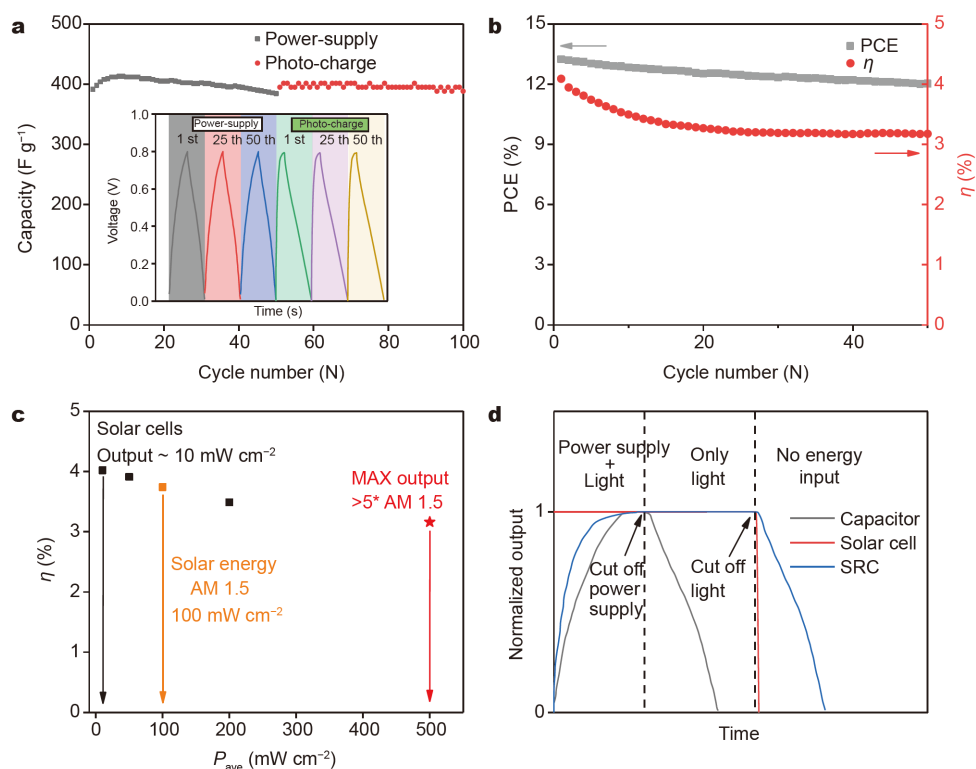 a
500
400
300
200
100
0
Capacity (F g⁻¹)
Power-supply
Photo-charge
1.0
0.8
0.6
0.4
0.2
0.0
Voltage (V)
Power-supply
Photo-charge
1 st
25 th
50 th
1 st
25 th
50 th
Time (s)
0
20
40
60
80
100
Cycle number (N)
b
15
12
9
6
3
0
PCE (%)
PCE
η
5
4
3
2
1
0
η (%)
0
20
40
Cycle number (N)
c
5
4
3
2
1
0
η (%)
Solar cells
Output ~ 10 mW cm⁻²
Solar energy
AM 1.5
100 mW cm⁻²
MAX output
>5* AM 1.5
0
100
200
300
400
500
P_ave (mW cm⁻²)
d
1
0
Normalized output
Power supply
+
Light
Only
light
No energy
input
Cut off
power
supply
Cut off
light
Capacitor
Solar cell
SRC
Time